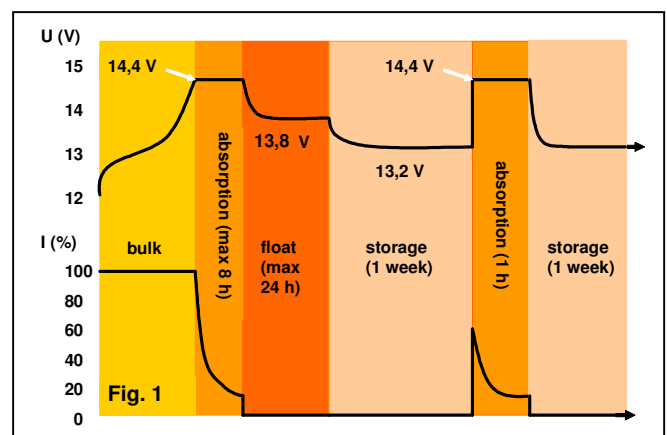 U (V)
15
14
13
12
14,4 V
13,8 V
13,2 V
14,4 V
I (%)
100
80
60
40
20
0
bulk
absorption (max 8 h)
float
(max
24 h)
storage
(1 week)
absorption (1 h)
storage
(1 week)
Fig. 1